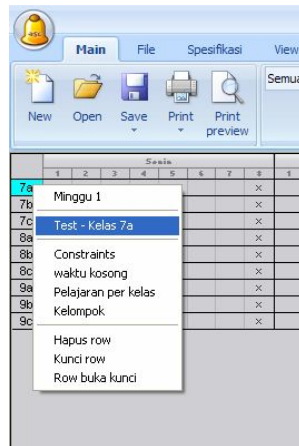 aSc
Main File Spesifikasi View
New Open Save Print Print preview
Semua
Senin
1 2 3 4 5 6 7 8 1
7a
7b
7c
8a
8b
8c
9a
9b
9c
x
x
x
x
x
x
x
x
x
Minggu 1
Test - Kelas 7a
Constraints
waktu kosong
Pelajaran per kelas
Kelompok
Hapus row
Kunci row
Row buka kunci